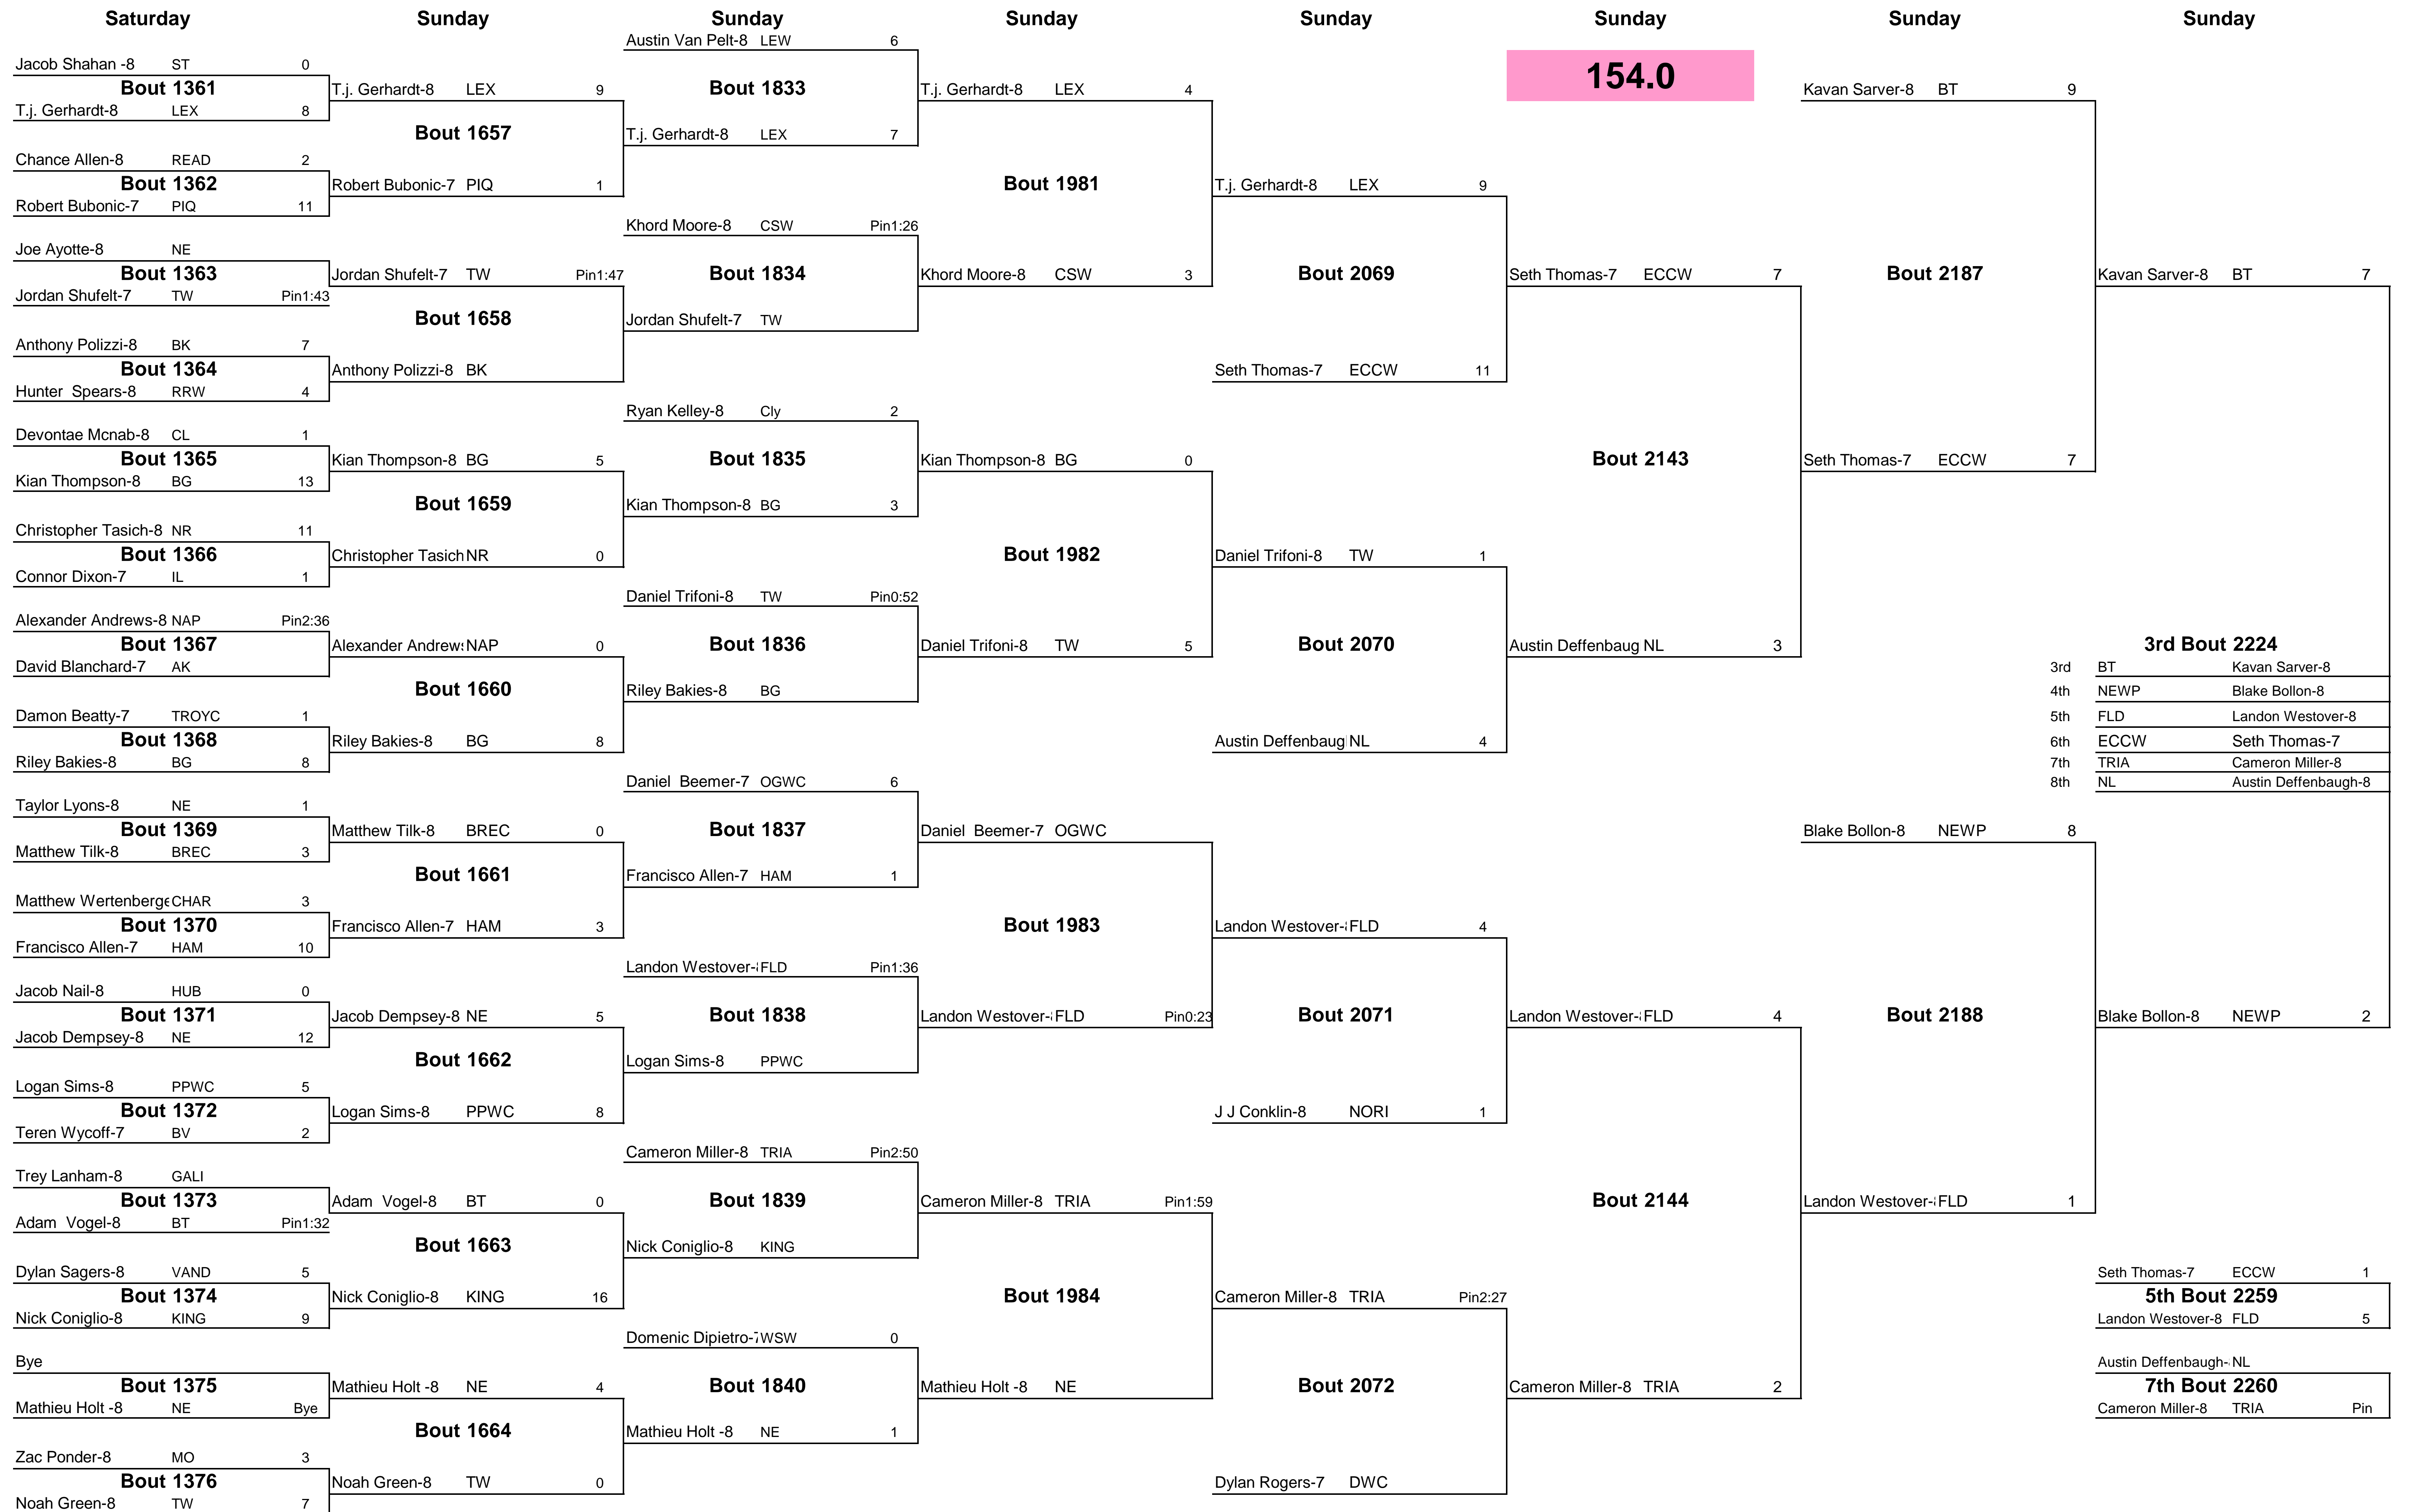 Saturday Sunday Sunday Sunday Sunday Sunday Sunday Sunday
154.0
Jacob Shahan -8 ST 0
Bout 1361
T.j. Gerhardt-8 LEX 8
Chance Allen-8 READ 2
Bout 1362
Robert Bubonic-7 PIQ 11
Joe Ayotte-8 NE
Bout 1363
Jordan Shufelt-7 TW Pin1:43
Anthony Polizzi-8 BK 7
Bout 1364
Hunter Spears-8 RRW 4
Devontae Mcnab-8 CL 1
Bout 1365
Kian Thompson-8 BG 13
Christopher Tasich-8 NR 11
Bout 1366
Connor Dixon-7 IL 1
Alexander Andrews-8 NAP Pin2:36
Bout 1367
David Blanchard-7 AK
Damon Beatty-7 TROYC 1
Bout 1368
Riley Bakies-8 BG 8
Taylor Lyons-8 NE 1
Bout 1369
Matthew Tilk-8 BREC 3
Matthew Wertenberge CHAR 3
Bout 1370
Francisco Allen-7 HAM 10
Jacob Nail-8 HUB 0
Bout 1371
Jacob Dempsey-8 NE 12
Logan Sims-8 PPWC 5
Bout 1372
Teren Wycoff-7 BV 2
Trey Lanham-8 GALI
Bout 1373
Adam Vogel-8 BT Pin1:32
Dylan Sagers-8 VAND 5
Bout 1374
Nick Coniglio-8 KING 9
Bye
Bout 1375
Mathieu Holt -8 NE Bye
Zac Ponder-8 MO 3
Bout 1376
Noah Green-8 TW 7
T.j. Gerhardt-8 LEX 9
Bout 1657
Robert Bubonic-7 PIQ 1
Jordan Shufelt-7 TW Pin1:47
Bout 1658
Anthony Polizzi-8 BK
Kian Thompson-8 BG 5
Bout 1659
Christopher Tasich NR 0
Alexander Andrews NAP 0
Bout 1660
Riley Bakies-8 BG 8
Matthew Tilk-8 BREC 0
Bout 1661
Francisco Allen-7 HAM 3
Jacob Dempsey-8 NE 5
Bout 1662
Logan Sims-8 PPWC 8
Adam Vogel-8 BT 0
Bout 1663
Nick Coniglio-8 KING 16
Mathieu Holt -8 NE 4
Bout 1664
Noah Green-8 TW 0
Austin Van Pelt-8 LEW 6
Bout 1833
T.j. Gerhardt-8 LEX 7
Khord Moore-8 CSW Pin1:26
Bout 1834
Jordan Shufelt-7 TW
Ryan Kelley-8 Cly 2
Bout 1835
Kian Thompson-8 BG 3
Daniel Trifoni-8 TW Pin0:52
Bout 1836
Riley Bakies-8 BG
Daniel Beemer-7 OGWC 6
Bout 1837
Francisco Allen-7 HAM 1
Landon Westover- FLD Pin1:36
Bout 1838
Logan Sims-8 PPWC
Cameron Miller-8 TRIA Pin2:50
Bout 1839
Nick Coniglio-8 KING
Domenic Dipietro-7 WSW 0
Bout 1840
Mathieu Holt -8 NE 1
T.j. Gerhardt-8 LEX 4
Bout 1981
Khord Moore-8 CSW 3
Kian Thompson-8 BG 0
Bout 1982
Daniel Trifoni-8 TW 5
Daniel Beemer-7 OGWC
Bout 1983
Landon Westover- FLD Pin0:23
Cameron Miller-8 TRIA Pin1:59
Bout 1984
Mathieu Holt -8 NE
T.j. Gerhardt-8 LEX 9
Bout 2069
Seth Thomas-7 ECCW 11
Daniel Trifoni-8 TW 1
Bout 2070
Austin Deffenbaug NL 4
Landon Westover- FLD 4
Bout 2071
J J Conklin-8 NORI 1
Cameron Miller-8 TRIA Pin2:27
Bout 2072
Dylan Rogers-7 DWC
Seth Thomas-7 ECCW 7
Bout 2143
Austin Deffenbaug NL 3
Landon Westover- FLD 4
Bout 2144
Cameron Miller-8 TRIA 2
Kavan Sarver-8 BT 9
Bout 2187
Seth Thomas-7 ECCW 7
Blake Bollon-8 NEWP 8
Bout 2188
Landon Westover- FLD 1
Kavan Sarver-8 BT 7
3rd Bout 2224
3rd BT Kavan Sarver-8
4th NEWP Blake Bollon-8
5th FLD Landon Westover-8
6th ECCW Seth Thomas-7
7th TRIA Cameron Miller-8
8th NL Austin Deffenbaugh-8
Blake Bollon-8 NEWP 2
Seth Thomas-7 ECCW 1
5th Bout 2259
Landon Westover-8 FLD 5
Austin Deffenbaugh- NL
7th Bout 2260
Cameron Miller-8 TRIA Pin